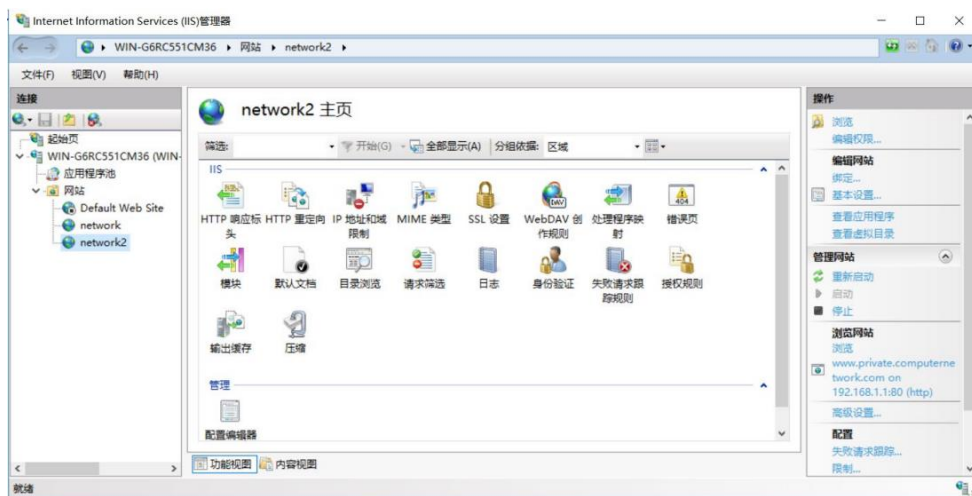 Internet Information Services (IIS)管理器
WIN-G6RC551CM36 网站 network2
文件(F) 视图(V) 帮助(H)
连接
起始页
WIN-G6RC551CM36 (WIN-
应用程序池
网站
Default Web Site
network
network2
network2 主页
筛选: 开始(G) 全部显示(A) 分组依据: 区域
IIS
HTTP 响应标
头
HTTP 重定向
IP 地址和域
限制
MIME 类型
SSL 设置
WebDAV 创
作规则
处理程序映
射
404
错误页
模块
默认文档
目录浏览
请求筛选
日志
身份验证
失败请求跟
踪规则
授权规则
输出缓存
压缩
管理
配置编辑器
功能视图 内容视图
操作
浏览
编辑权限...
编辑网站
绑定...
基本设置...
查看应用程序
查看虚拟目录
管理网站
重新启动
启动
停止
浏览网站
浏览
www.private.computerne
twork.com on
192.168.1.1:80 (http)
高级设置...
配置
失败请求跟踪...
限制...
就绪